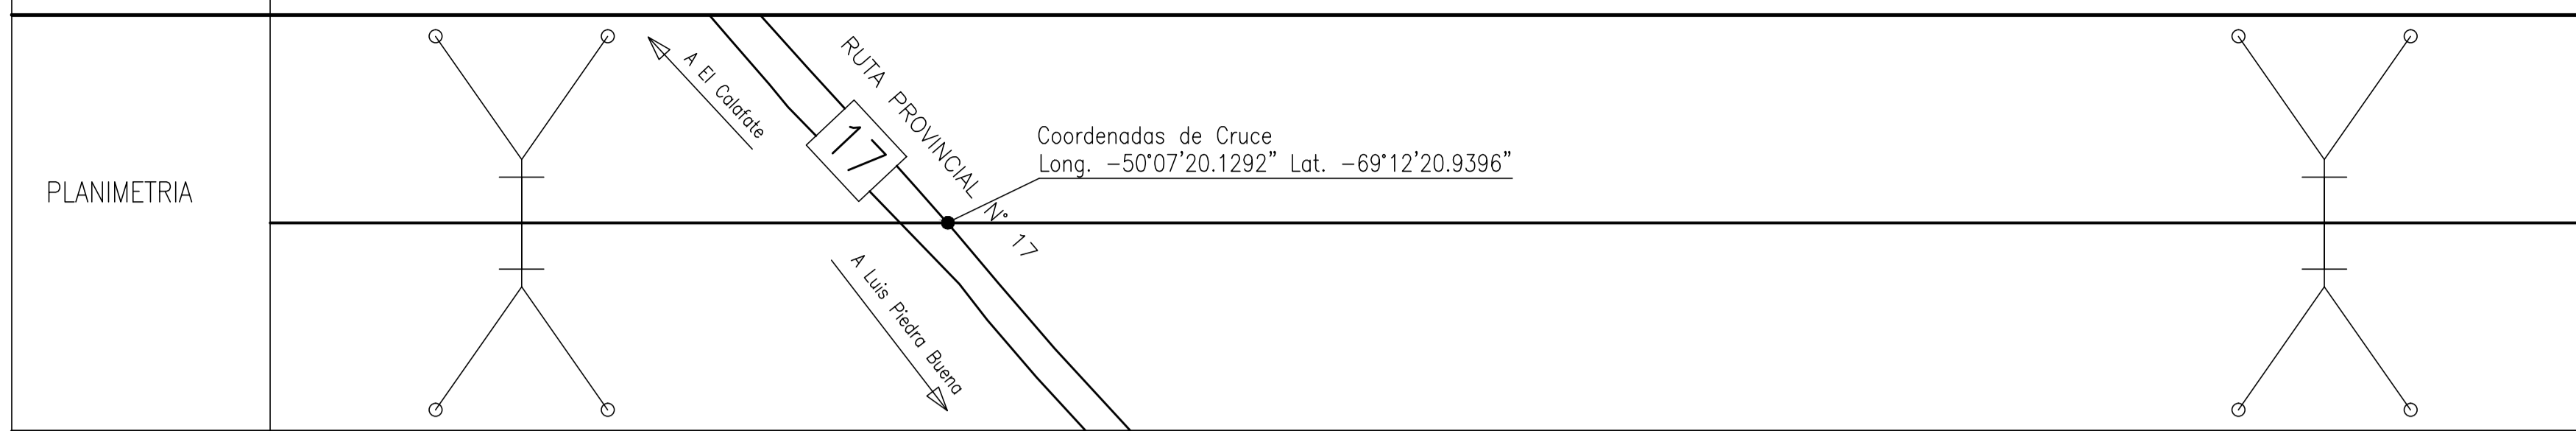 PLANIMETRIA
A El Calafate
RUTA PROVINCIAL N° 17
17
Coordenadas de Cruce
Long. -50°07'20.1292" Lat. -69°12'20.9396"
A Luis Piedra Buena